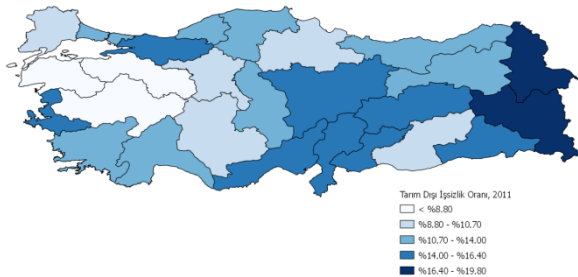 Tarım Dışı İşsizlik Oranı, 2011
< %8.80
%8.80 - %10.70
%10.70 - %14.00
%14.00 - %16.40
%16.40 - %19.80